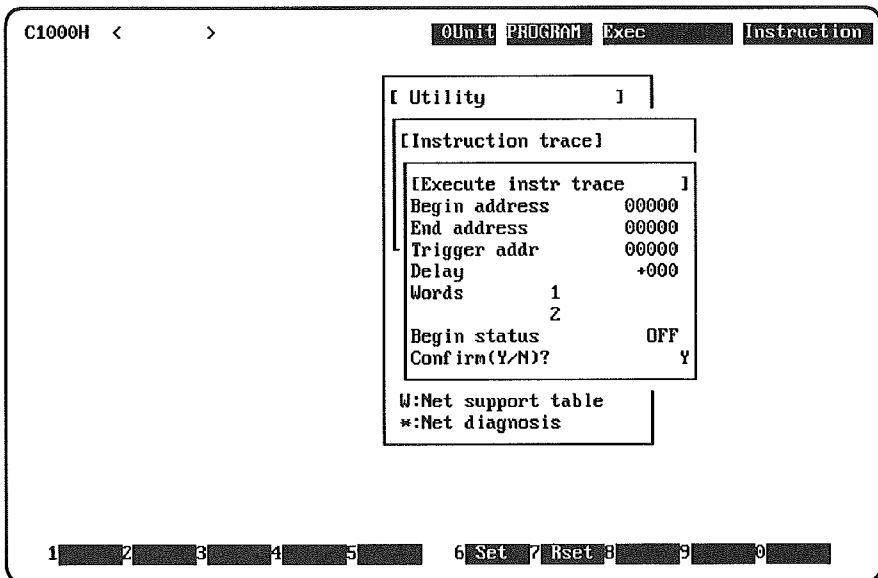 C1000H < > 0Unit PROGRAM Exec Instruction
[ Utility ]
[Instruction trace]
[Execute instr trace ]
Begin address 00000
End address 00000
Trigger addr 00000
Delay +000
Words 1
2
Begin status OFF
Confirm(Y/N)? Y
W:Net support table
*:Net diagnosis
1 2 3 4 5 6 Set 7 Rset 8 9 0